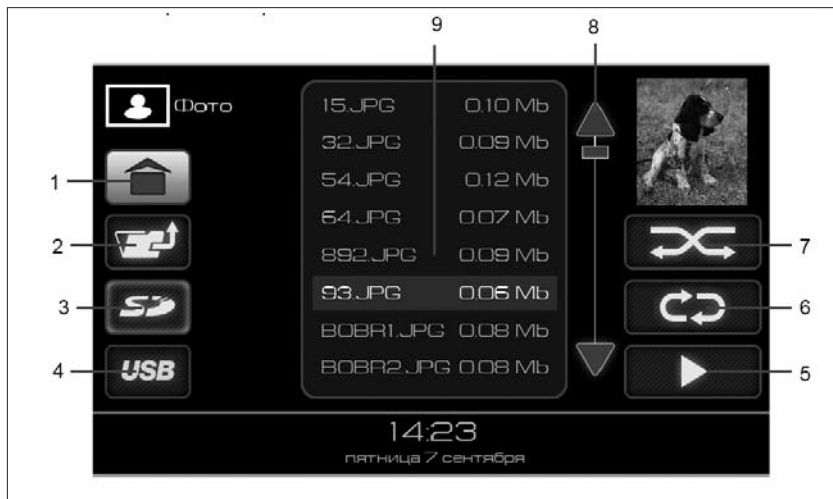 9 8
Фото
15.JPG 0.10 Mb
32.JPG 0.09 Mb
1
54.JPG 0.12 Mb
64.JPG 0.07 Mb
2
7
892.JPG 0.09 Mb
3
SD
93.JPG 0.06 Mb
6
BOBR1.JPG 0.08 Mb
4
USB
BOBR2.JPG 0.08 Mb
5
14:23
пятница 7 сентября